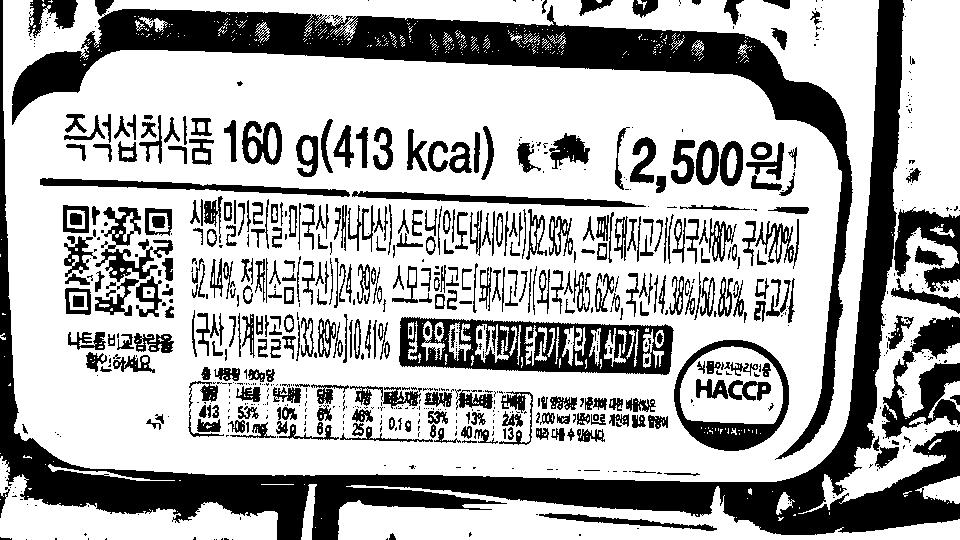 즉석섭취식품 160 g(413 kcal) [2,500원]
식빵[밀가루(밀:미국산,캐나다산),쇼트닝(인도네시아산)]32.93%, 스팸[돼지고기(외국산80%,국산20%)
92.44%, 정제소금(국산)]24.39%, 스모크햄골드[돼지고기(외국산85.62%,국산14.38%)50.85%, 닭고기
(국산,기계발골육)33.89%]10.41% 밀,우유,대두,돼지고기,닭고기,계란,게,쇠고기 함유
나트륨 비교함량을
확인하세요.
총 내용량 160g당
열량 나트륨 탄수화물 당류 지방 트랜스지방 포화지방 콜레스테롤 단백질
413 53% 10% 6% 46% 0.1 g 53% 13% 24%
kcal 1061 mg 34 g 6 g 25 g 8 g 40 mg 13 g
1일 영양성분 기준치에 대한 비율(%)은
2,000 kcal 기준이므로 개인의 필요 열량에
따라 다를 수 있습니다.
식품안전관리인증
HACCP